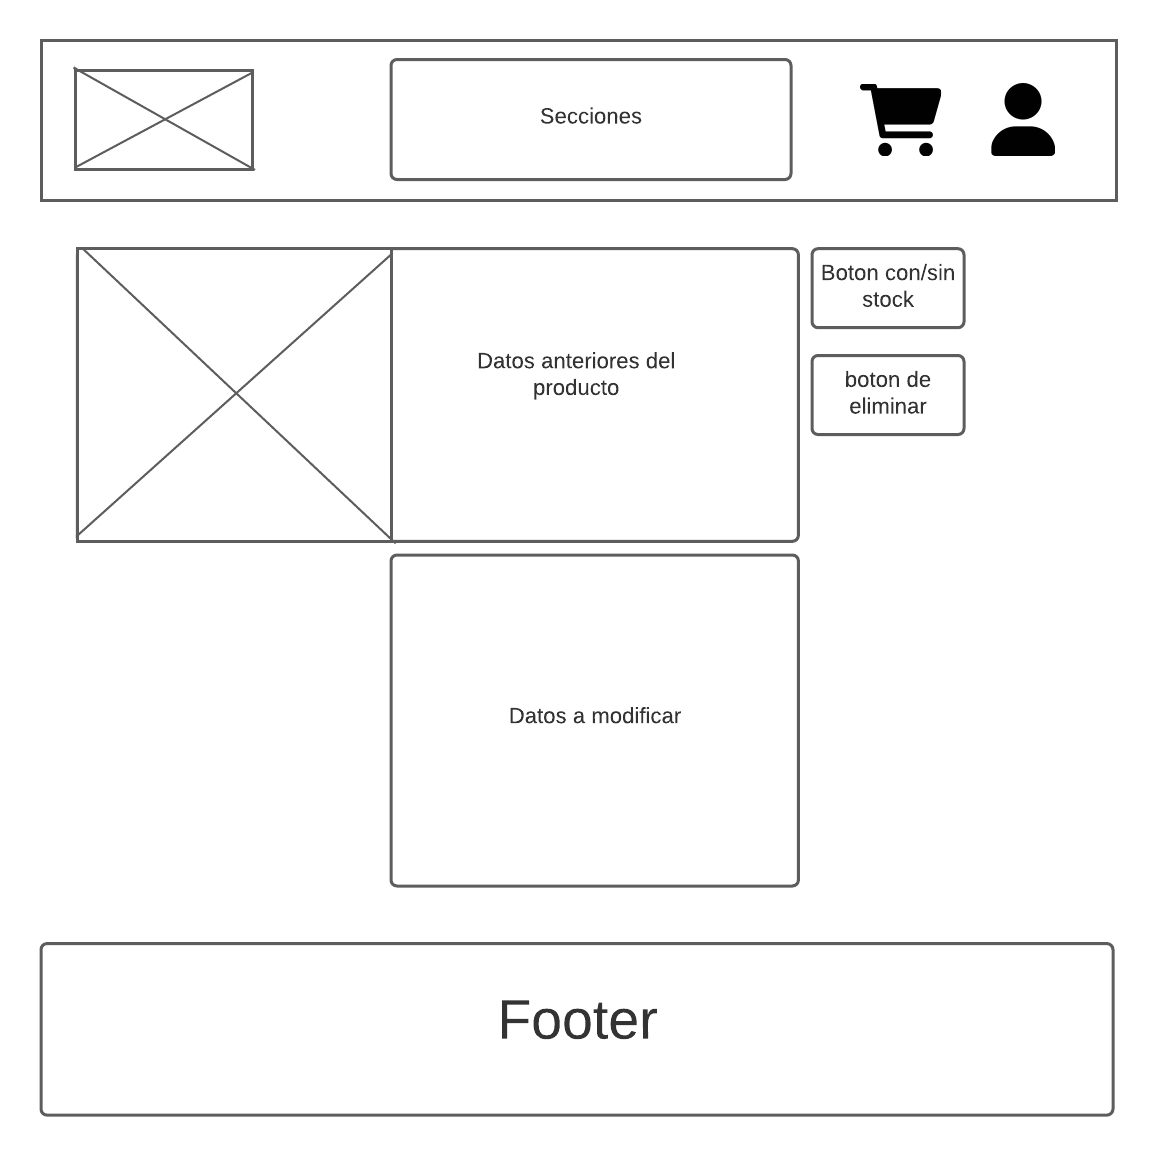 Secciones
Datos anteriores del
producto
Boton con/sin
stock
boton de
eliminar
Datos a modificar
Footer